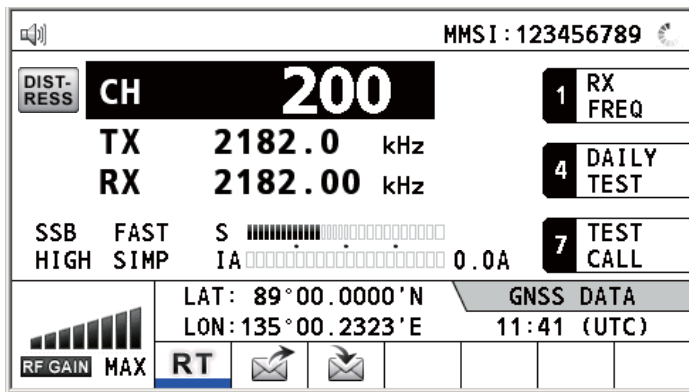 MMSI:123456789
DIST-
RESS
CH 200
TX 2182.0 kHz
RX 2182.00 kHz
1 RX
FREQ
4 DAILY
TEST
7 TEST
CALL
SSB FAST S
HIGH SIMP IA 0.0A
LAT: 89°00.0000'N
LON:135°00.2323'E
GNSS DATA
11:41 (UTC)
RF GAIN MAX
RT